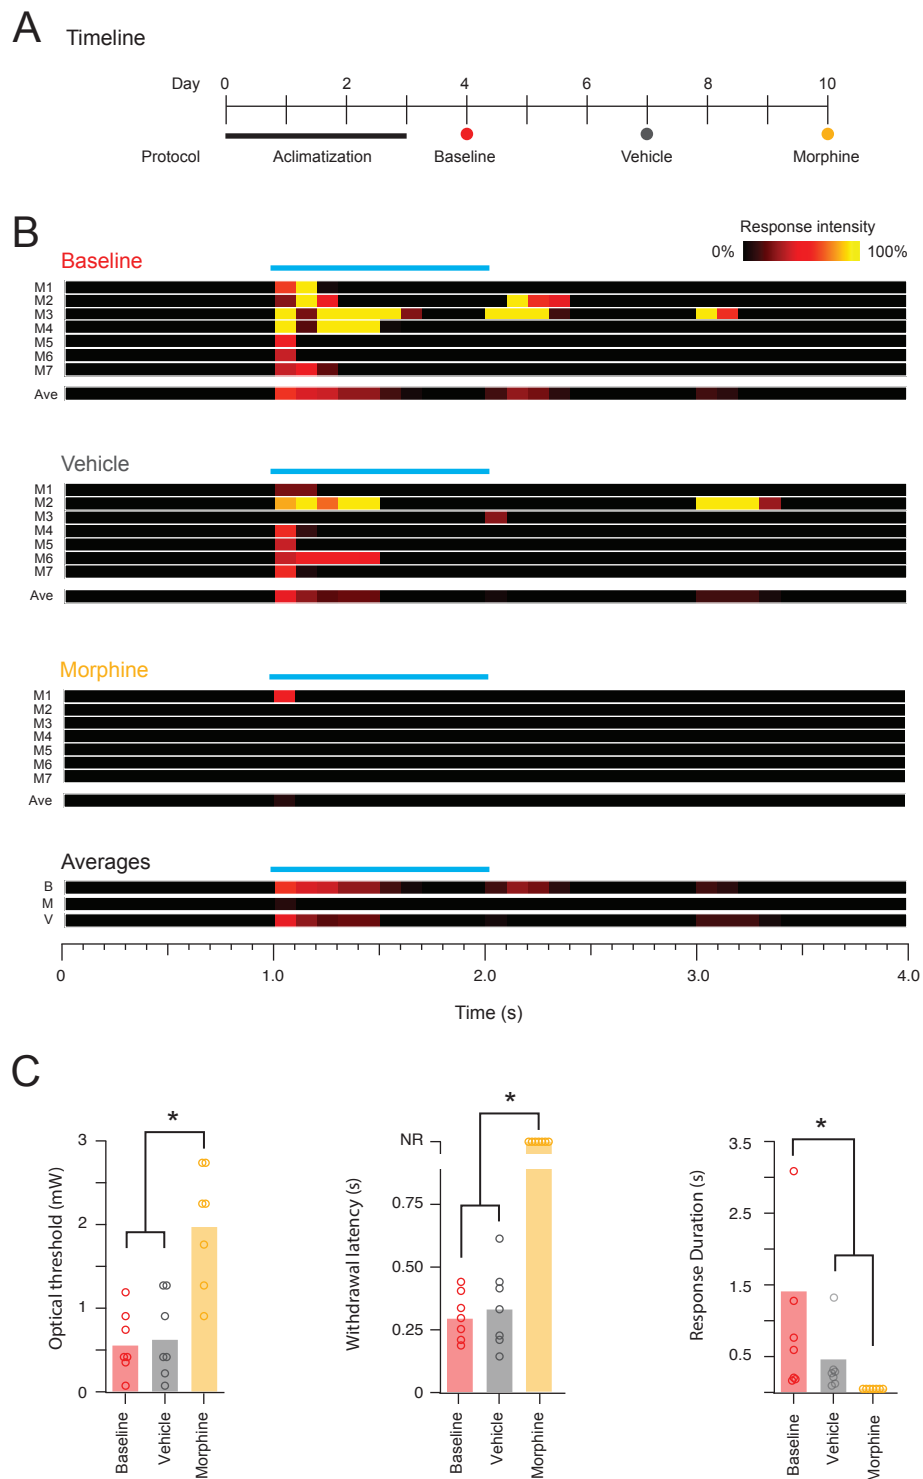 A Timeline
Day 0 2 4 6 8 10
Protocol Aclimatization Baseline Vehicle Morphine
B
Response intensity
0% 100%
Baseline
M1
M2
M3
M4
M5
M6
M7
Ave
Vehicle
M1
M2
M3
M4
M5
M6
M7
Ave
Morphine
M1
M2
M3
M4
M5
M6
M7
Ave
Averages
B
M
V
0 1.0 2.0 3.0 4.0
Time (s)
C
*
3
2
1
0
Optical threshold (mW)
Baseline
Vehicle
Morphine
*
NR
0.75
0.50
0.25
0
Withdrawal latency (s)
Baseline
Vehicle
Morphine
*
3.5
2.5
1.5
0.5
Response Duration (s)
Baseline
Vehicle
Morphine